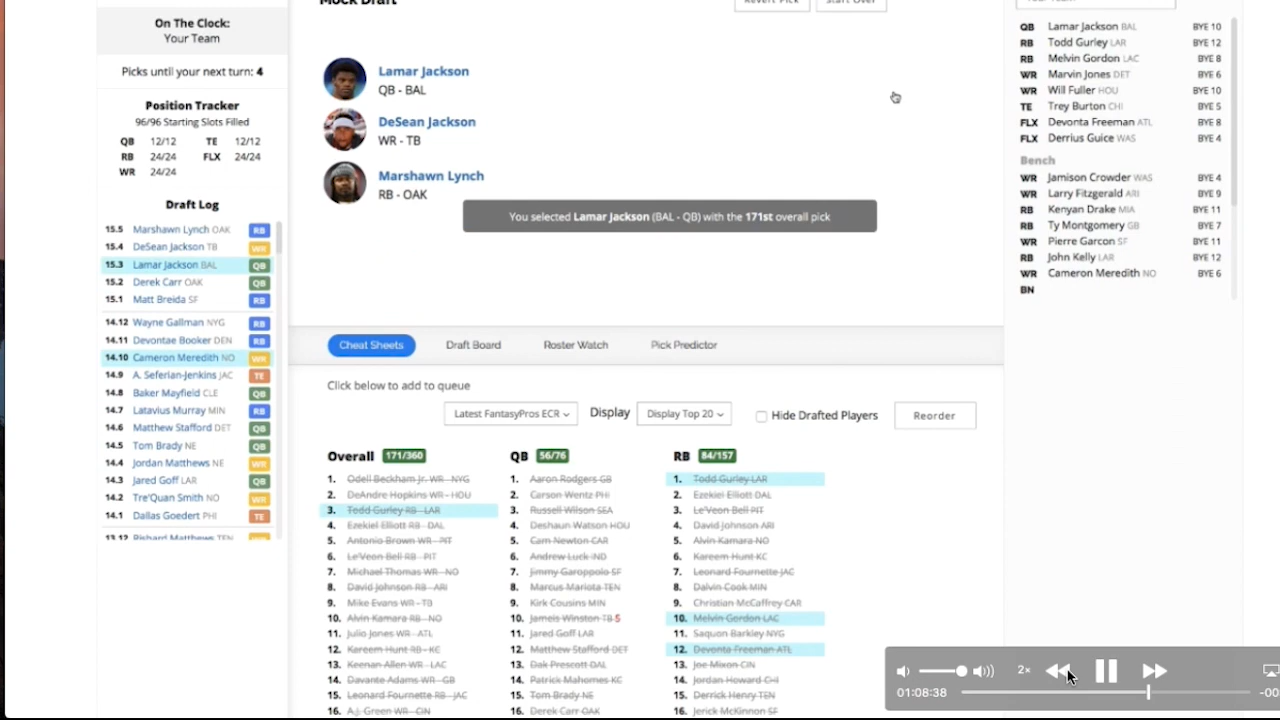 On The Clock:
Your Team
Picks until your next turn: 4
Position Tracker
96/96 Starting Slots Filled
QB 12/12 TE 12/12
RB 24/24 FLX 24/24
WR 24/24
Draft Log
15.5 Marshawn Lynch OAK RB
15.4 DeSean Jackson TB WR
15.3 Lamar Jackson BAL QB
15.2 Derek Carr OAK QB
15.1 Matt Breida SF RB
14.12 Wayne Gallman NYG RB
14.11 Devontae Booker DEN RB
14.10 Cameron Meredith NO WR
14.9 A. Seferian-Jenkins JAC TE
14.8 Baker Mayfield CLE QB
14.7 Latavius Murray MIN RB
14.6 Matthew Stafford DET QB
14.5 Tom Brady NE QB
14.4 Jordan Matthews NE WR
14.3 Jared Goff LAR QB
14.2 Tre'Quan Smith NO WR
14.1 Dallas Goedert PHI TE
13.12 Rishard Matthews TEN
Mock Draft
Revert Pick Start Over
Lamar Jackson
QB - BAL
DeSean Jackson
WR - TB
Marshawn Lynch
RB - OAK
You selected Lamar Jackson (BAL - QB) with the 171st overall pick
Cheat Sheets Draft Board Roster Watch Pick Predictor
Click below to add to queue
Latest FantasyPros ECR Display Display Top 20 Hide Drafted Players Reorder
Overall 171/360
1. Odell Beckham Jr. WR - NYG
2. DeAndre Hopkins WR - HOU
3. Todd Gurley RB - LAR
4. Ezekiel Elliott RB - DAL
5. Antonio Brown WR - PIT
6. Le'Veon Bell RB - PIT
7. Michael Thomas WR - NO
8. David Johnson RB - ARI
9. Mike Evans WR - TB
10. Alvin Kamara RB - NO
11. Julio Jones WR - ATL
12. Kareem Hunt RB - KC
13. Keenan Allen WR - LAC
14. Davante Adams WR - GB
15. Leonard Fournette RB - JAC
16. A.J. Green WR - CIN
QB 56/76
1. Aaron Rodgers GB
2. Carson Wentz PHI
3. Russell Wilson SEA
4. Deshaun Watson HOU
5. Cam Newton CAR
6. Andrew Luck IND
7. Jimmy Garoppolo SF
8. Marcus Mariota TEN
9. Kirk Cousins MIN
10. Jameis Winston TB 5
11. Jared Goff LAR
12. Matthew Stafford DET
13. Dak Prescott DAL
14. Patrick Mahomes KC
15. Tom Brady NE
16. Derek Carr OAK
RB 84/157
1. Todd Gurley LAR
2. Ezekiel Elliott DAL
3. Le'Veon Bell PIT
4. David Johnson ARI
5. Alvin Kamara NO
6. Kareem Hunt KC
7. Leonard Fournette JAC
8. Dalvin Cook MIN
9. Christian McCaffrey CAR
10. Melvin Gordon LAC
11. Saquon Barkley NYG
12. Devonta Freeman ATL
13. Joe Mixon CIN
14. Jordan Howard CHI
15. Derrick Henry TEN
16. Jerick McKinnon SF
QB Lamar Jackson BAL BYE 10
RB Todd Gurley LAR BYE 12
RB Melvin Gordon LAC BYE 8
WR Marvin Jones DET BYE 6
WR Will Fuller HOU BYE 10
TE Trey Burton CHI BYE 5
FLX Devonta Freeman ATL BYE 8
FLX Derrius Guice WAS BYE 4
Bench
WR Jamison Crowder WAS BYE 4
WR Larry Fitzgerald ARI BYE 9
RB Kenyan Drake MIA BYE 11
RB Ty Montgomery GB BYE 7
WR Pierre Garcon SF BYE 11
RB John Kelly LAR BYE 12
WR Cameron Meredith NO BYE 6
BN
2×
01:08:38